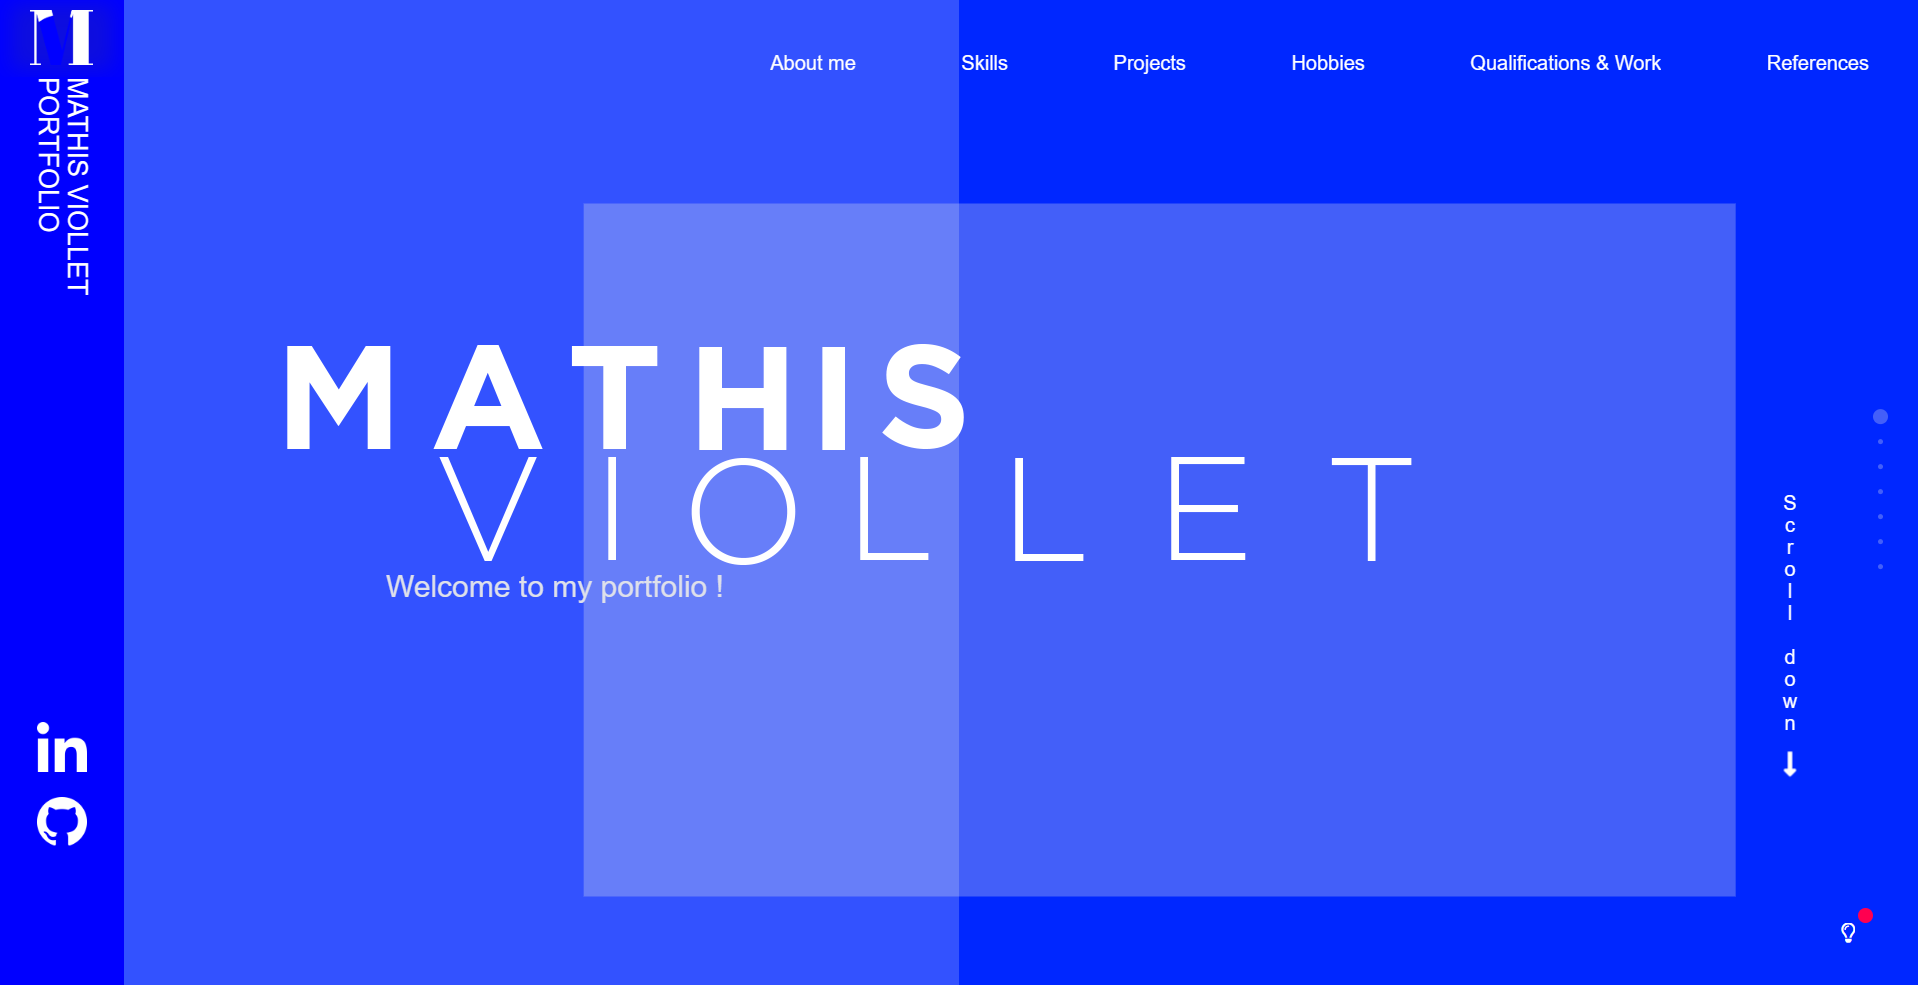 M
MATHIS VIOLLET
PORTFOLIO
About me
Skills
Projects
Hobbies
Qualifications & Work
References
MATHIS
VIOLLET
Welcome to my portfolio !
Scroll down
in